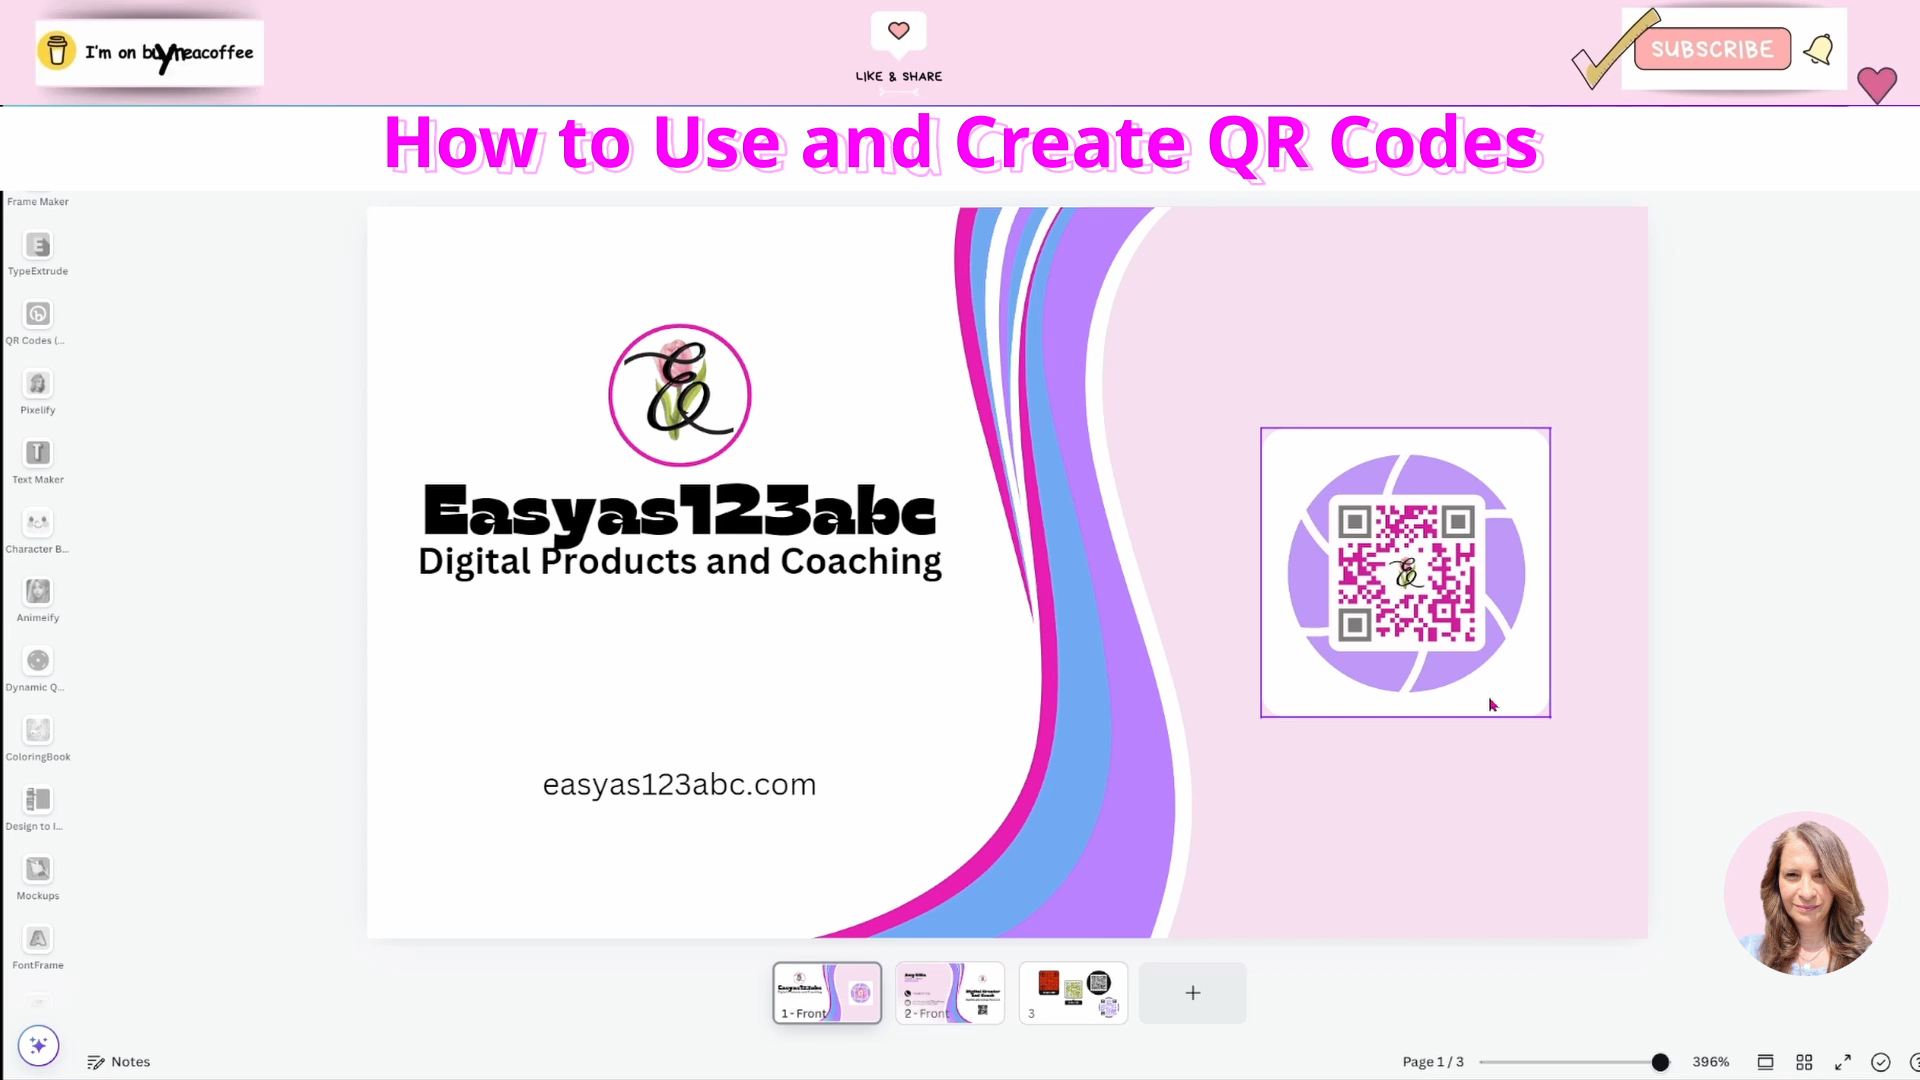 I'm on buymeacoffee
LIKE & SHARE
SUBSCRIBE
How to Use and Create QR Codes
Frame Maker
TypeExtrude
QR Codes (...
Pixelify
Text Maker
Character B...
Animeify
Dynamic Q...
ColoringBook
Design to I...
Mockups
FontFrame
E
Easyas123abc
Digital Products and Coaching
easyas123abc.com
E
Easyas123abc
1 - Front
2 - Front
3
Notes
Page 1 / 3
396%